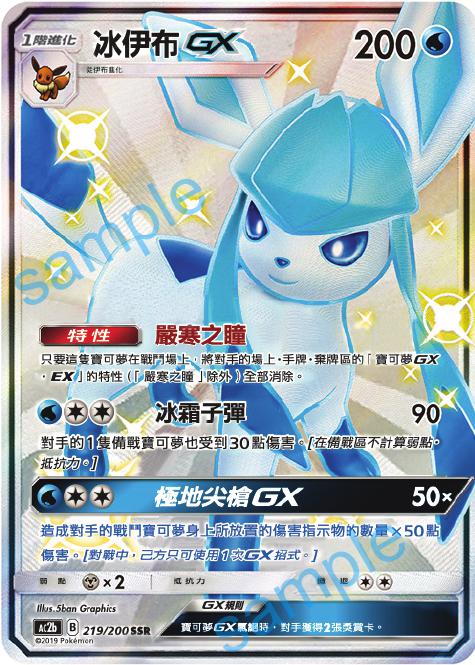 1階進化
冰伊布GX
200
從伊布進化
sample
特性
嚴寒之瞳
只要這隻寶可夢在戰鬥場上,將對手的場上、手牌、棄牌區的「寶可夢GX
・EX」的特性(「嚴寒之瞳」除外)全部消除。
冰霜子彈
90
對手的1隻備戰寶可夢也受到30點傷害。[在備戰區不計算弱點、
抵抗力。]
極地尖槍GX
50×
造成對手的戰鬥寶可夢身上所放置的傷害指示物的數量×50點
傷害。[對戰中,己方只可使用1次GX招式。]
sample
弱點
×2
抵抗力
撤退
Illus. 5ban Graphics
AC2b
B
219/200 SSR
©2019 Pokémon
GX規則
寶可夢GX氣絕時,對手獲得2張獎賞卡。